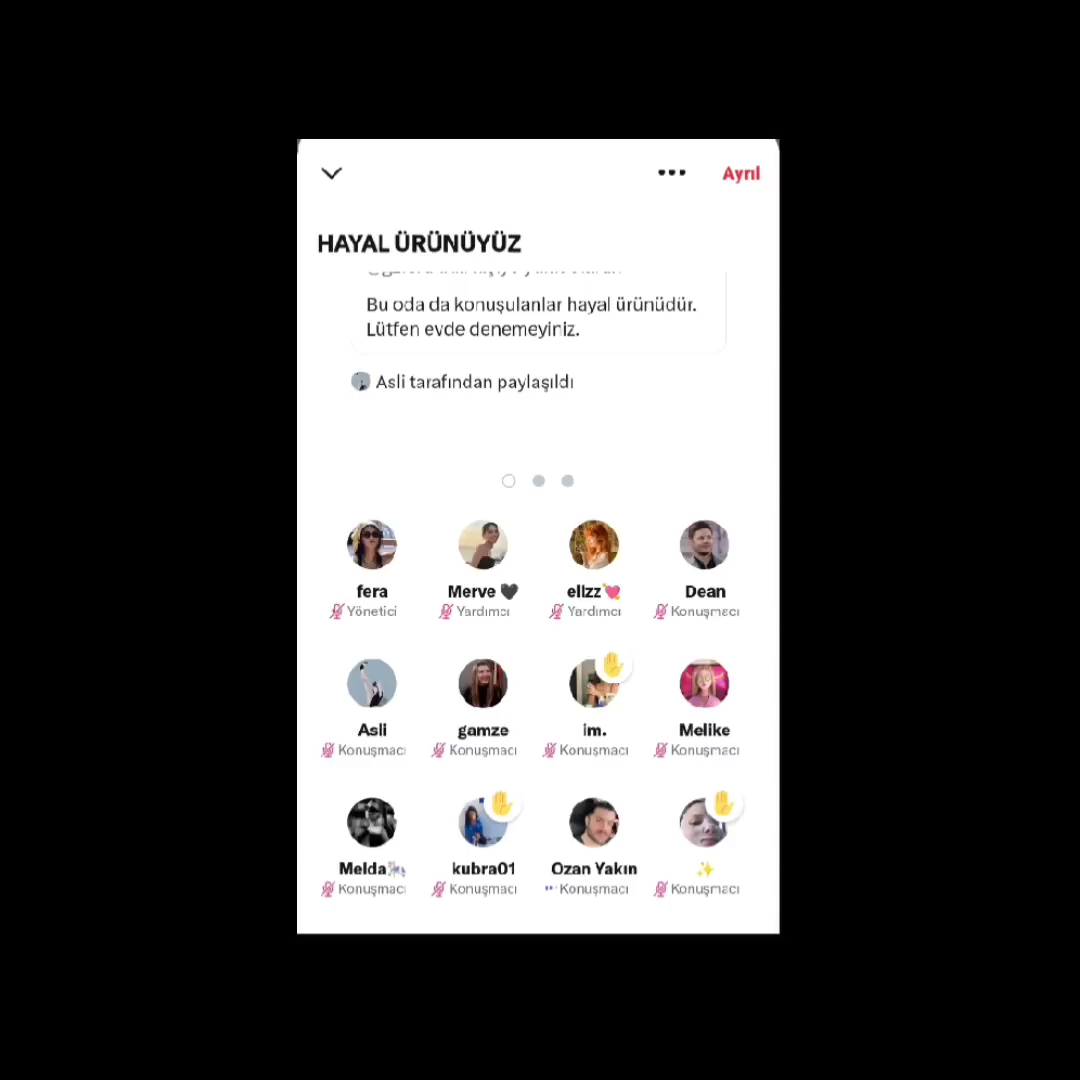 Ayrıl
HAYAL ÜRÜNÜYÜZ
Bu oda da konuşulanlar hayal ürünüdür.
Lütfen evde denemeyiniz.
Asli tarafından paylaşıldı
fera Merve 🖤 elizz💘 Dean
Yönetici Yardımcı Yardımcı Konuşmacı
Asli gamze im. Melike
Konuşmacı Konuşmacı Konuşmacı Konuşmacı
Melda🎠 kubra01 Ozan Yakın ✨
Konuşmacı Konuşmacı Konuşmacı Konuşmacı